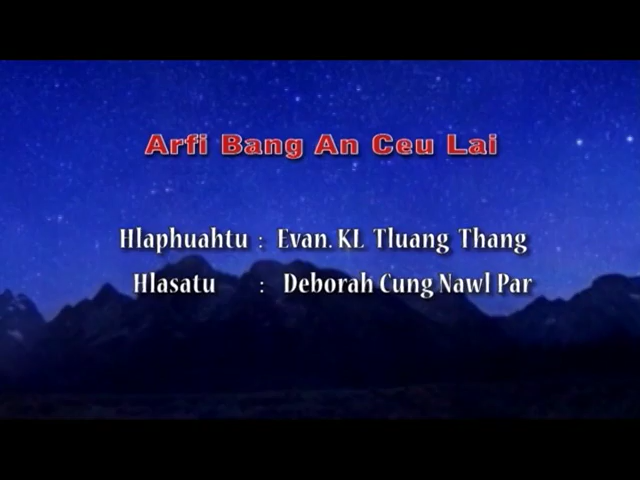 Arfi Bang An Ceu Lai
Hlaphuahtu : Evan. KL Tluang Thang
Hlasatu : Deborah Cung Nawl Par